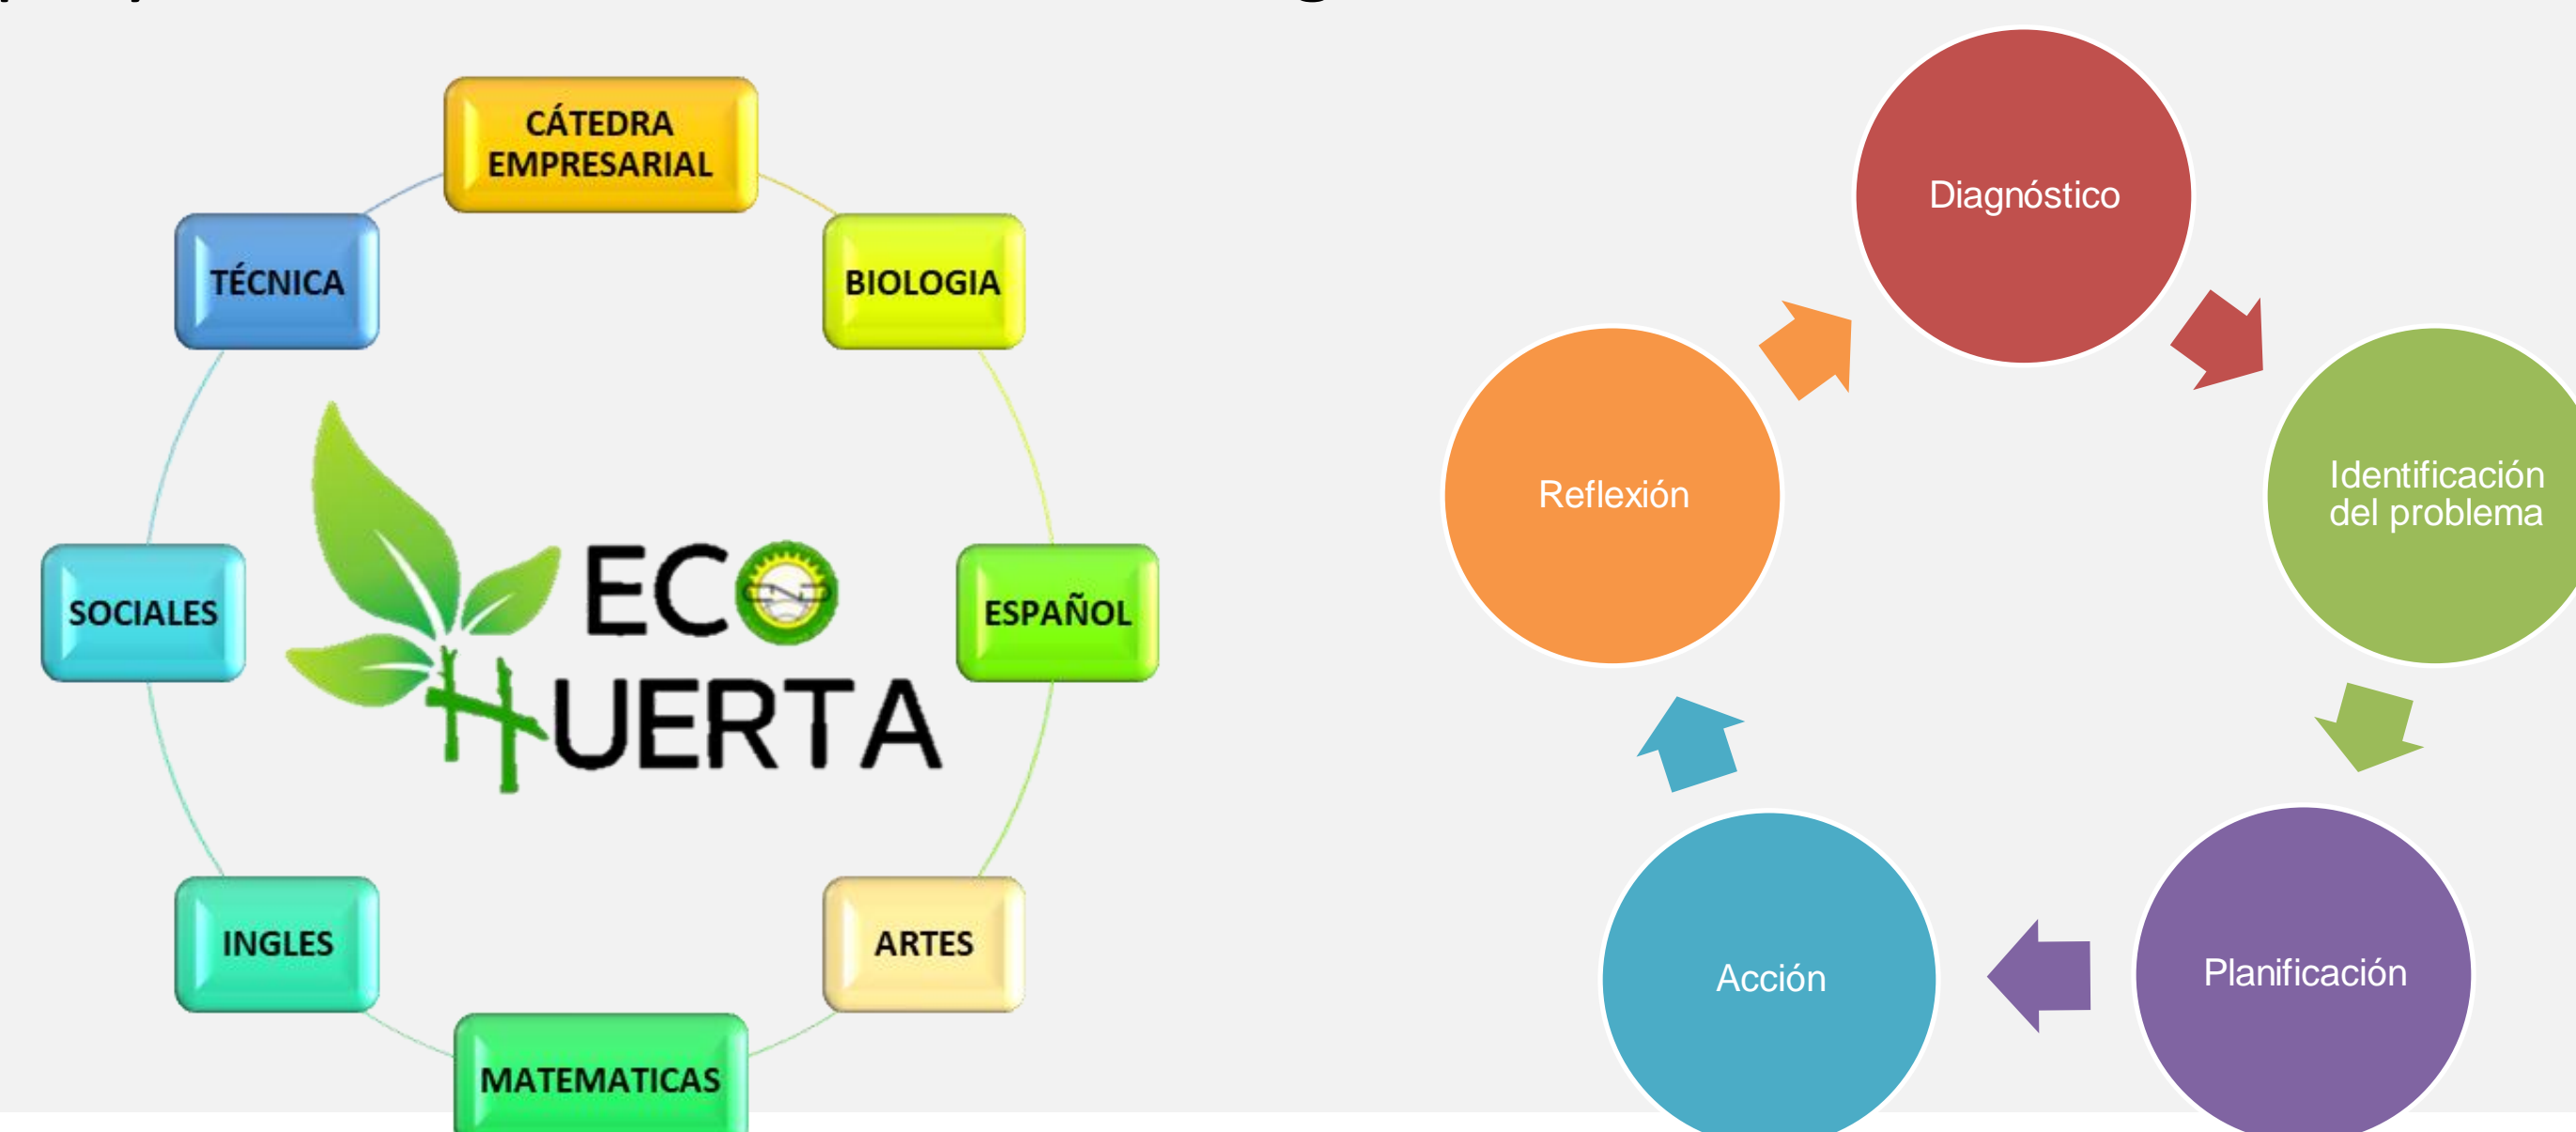 CÁTEDRA
EMPRESARIAL
TÉCNICA
BIOLOGIA
SOCIALES
ECO
HUERTA
ESPAÑOL
INGLES
ARTES
MATEMATICAS
Diagnóstico
Reflexión
Identificación
del problema
Acción
Planificación